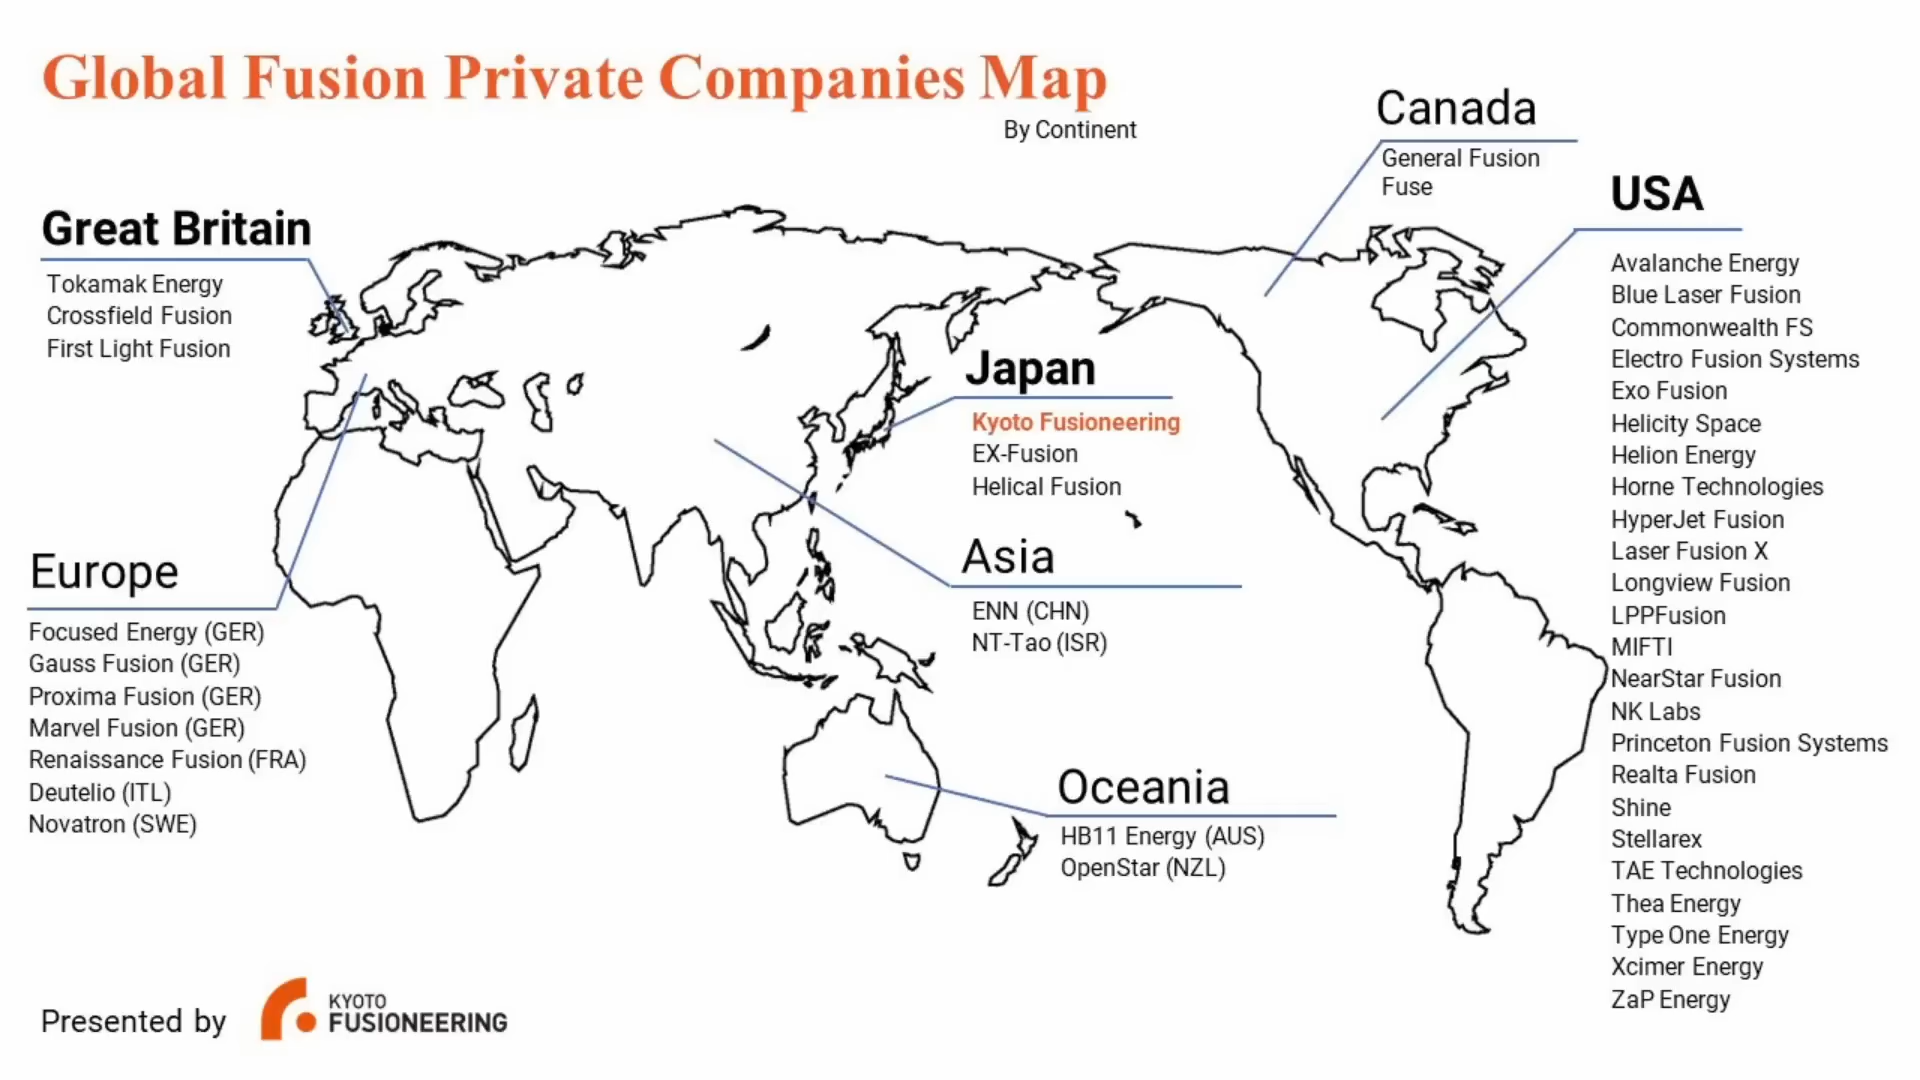 Global Fusion Private Companies Map
By Continent
Great Britain
Tokamak Energy
Crossfield Fusion
First Light Fusion
Europe
Focused Energy (GER)
Gauss Fusion (GER)
Proxima Fusion (GER)
Marvel Fusion (GER)
Renaissance Fusion (FRA)
Deutelio (ITL)
Novatron (SWE)
Japan
Kyoto Fusioneering
EX-Fusion
Helical Fusion
Asia
ENN (CHN)
NT-Tao (ISR)
Oceania
HB11 Energy (AUS)
OpenStar (NZL)
Canada
General Fusion
Fuse
USA
Avalanche Energy
Blue Laser Fusion
Commonwealth FS
Electro Fusion Systems
Exo Fusion
Helicity Space
Helion Energy
Horne Technologies
HyperJet Fusion
Laser Fusion X
Longview Fusion
LPPFusion
MIFTI
NearStar Fusion
NK Labs
Princeton Fusion Systems
Realta Fusion
Shine
Stellarex
TAE Technologies
Thea Energy
Type One Energy
Xcimer Energy
ZaP Energy
Presented by
KYOTO
FUSIONEERING